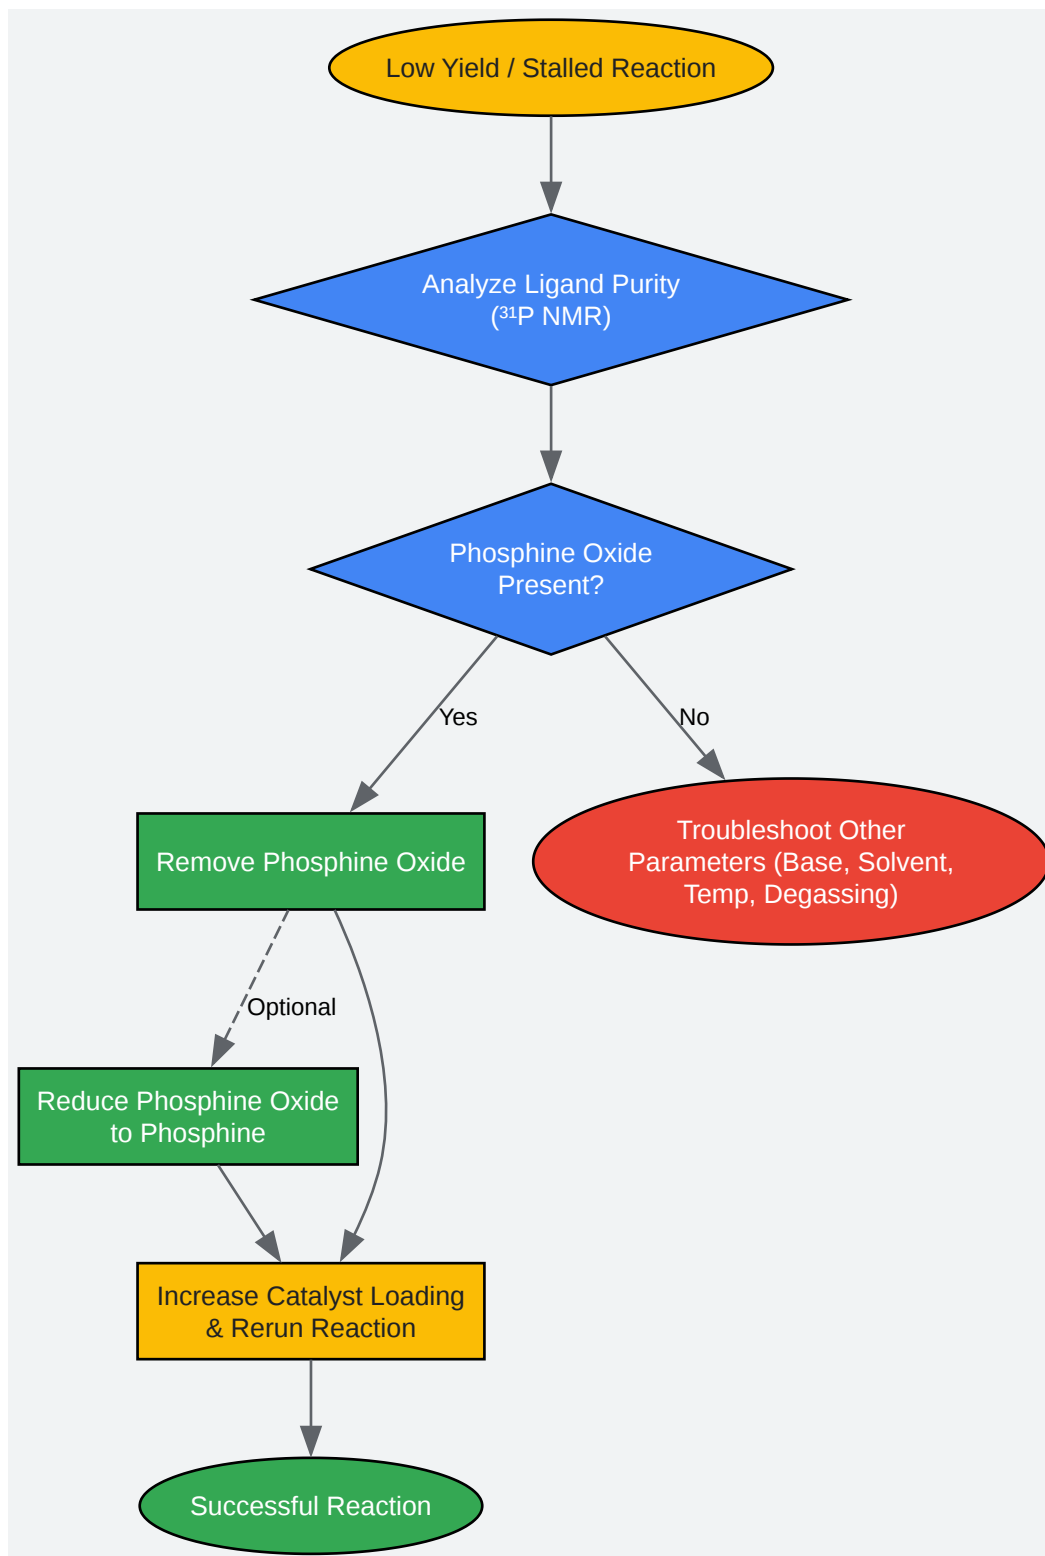 Low Yield / Stalled Reaction
Analyze Ligand Purity
(³¹P NMR)
Phosphine Oxide
Present?
Yes
No
Remove Phosphine Oxide
Troubleshoot Other
Parameters (Base, Solvent,
Temp, Degassing)
Optional
Reduce Phosphine Oxide
to Phosphine
Increase Catalyst Loading
& Rerun Reaction
Successful Reaction